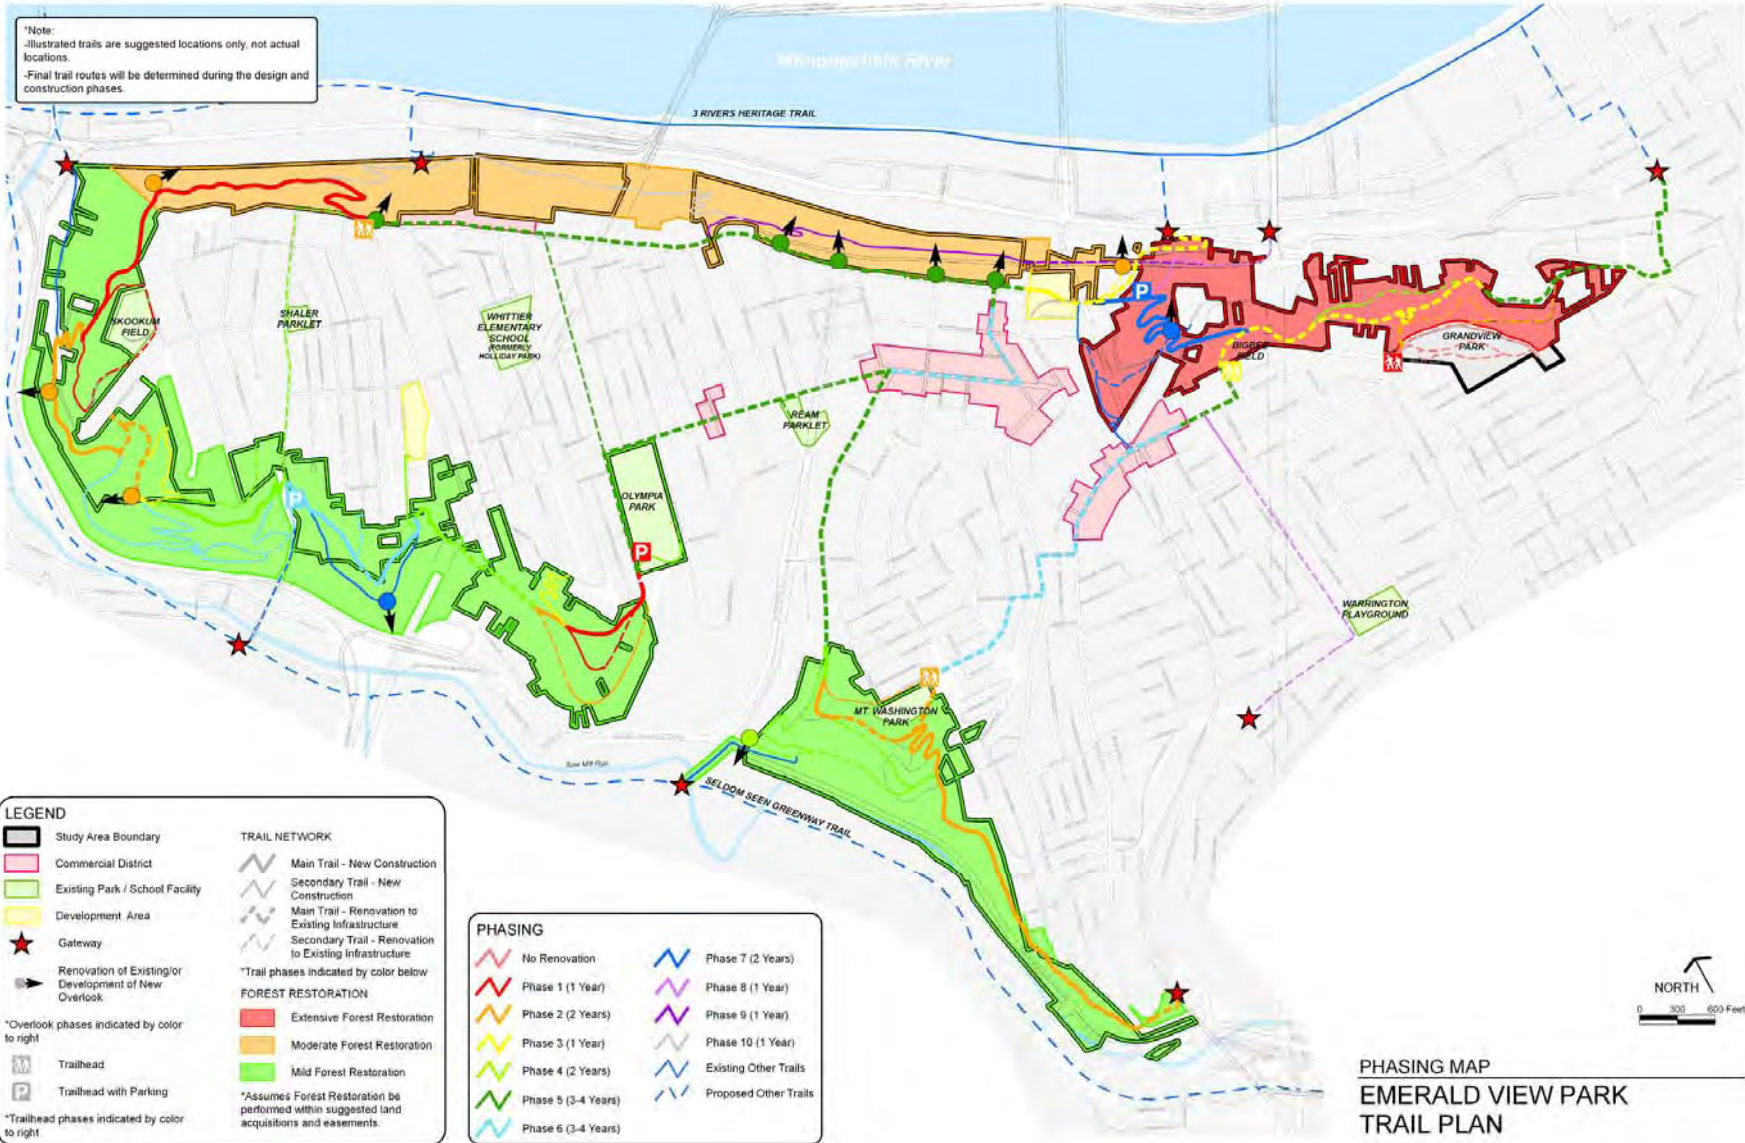 *Note:
-Illustrated trails are suggested locations only, not actual
locations.
-Final trail routes will be determined during the design and
construction phases.
Monongahela River
3 RIVERS HERITAGE TRAIL
SKOOKUM
FIELD
SHALER
PARKLET
WHITTIER
ELEMENTARY
SCHOOL
(FORMERLY
HOLLIDAY PARK)
P
BIGBEE
FIELD
GRANDVIEW
PARK
REAM
PARKLET
P
OLYMPIA
PARK
P
WARRINGTON
PLAYGROUND
MT. WASHINGTON
PARK
Saw Mill Run
SELDOM SEEN GREENWAY TRAIL
LEGEND
Study Area Boundary
Commercial District
Existing Park / School Facility
Development Area
Gateway
Renovation of Existing/or
Development of New
Overlook
*Overlook phases indicated by color
to right
Trailhead
P
Trailhead with Parking
*Trailhead phases indicated by color
to right
TRAIL NETWORK
Main Trail - New Construction
Secondary Trail - New
Construction
Main Trail - Renovation to
Existing Infrastructure
Secondary Trail - Renovation
to Existing Infrastructure
*Trail phases indicated by color below
FOREST RESTORATION
Extensive Forest Restoration
Moderate Forest Restoration
Mild Forest Restoration
*Assumes Forest Restoration be
performed within suggested land
acquisitions and easements.
PHASING
No Renovation
Phase 1 (1 Year)
Phase 2 (2 Years)
Phase 3 (1 Year)
Phase 4 (2 Years)
Phase 5 (3-4 Years)
Phase 6 (3-4 Years)
Phase 7 (2 Years)
Phase 8 (1 Year)
Phase 9 (1 Year)
Phase 10 (1 Year)
Existing Other Trails
Proposed Other Trails
NORTH
0 300 600 Feet
PHASING MAP
EMERALD VIEW PARK
TRAIL PLAN